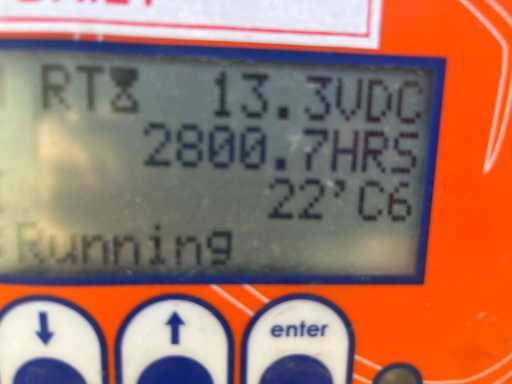 RT⌛ 13.3VDC
2800.7HRS
22'C6
Running
enter